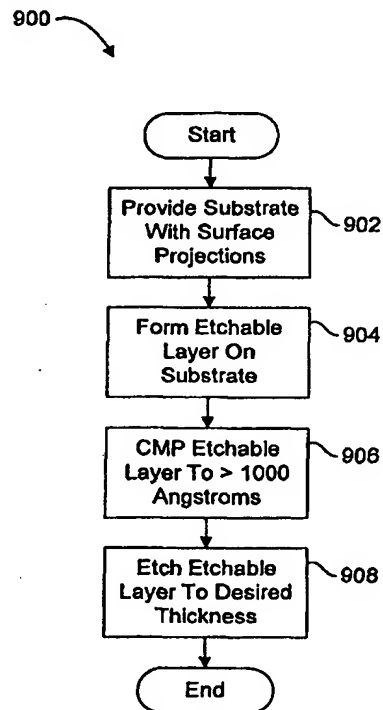 900
Start
Provide Substrate
With Surface
Projections
902
Form Etchable
Layer On
Substrate
904
CMP Etchable
Layer To > 1000
Angstroms
906
Etch Etchable
Layer To Desired
Thickness
908
End